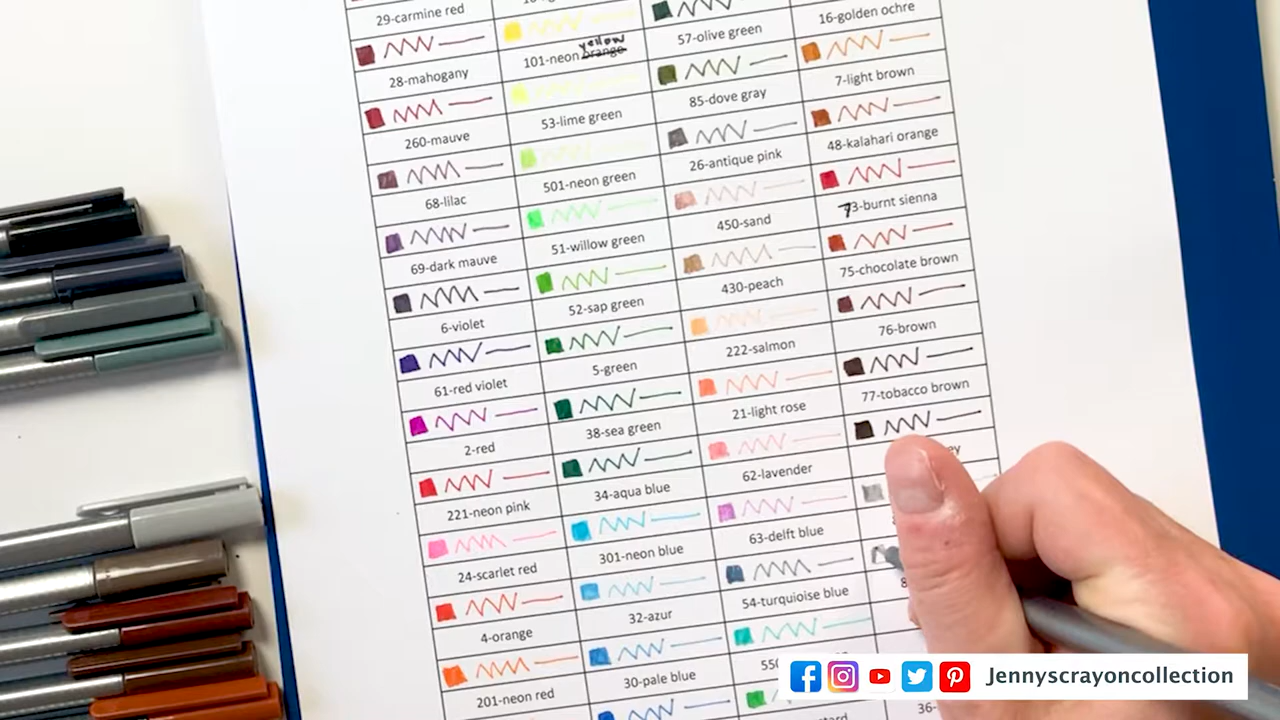 29-carmine red
28-mahogany
260-mauve
68-lilac
69-dark mauve
6-violet
61-red violet
2-red
221-neon pink
24-scarlet red
4-orange
201-neon red
yellow
101-neon orange
53-lime green
501-neon green
51-willow green
52-sap green
5-green
38-sea green
34-aqua blue
301-neon blue
32-azur
30-pale blue
57-olive green
85-dove gray
26-antique pink
450-sand
430-peach
222-salmon
21-light rose
62-lavender
63-delft blue
54-turquioise blue
16-golden ochre
7-light brown
48-kalahari orange
73-burnt sienna
75-chocolate brown
76-brown
77-tobacco brown
Jennyscrayoncollection